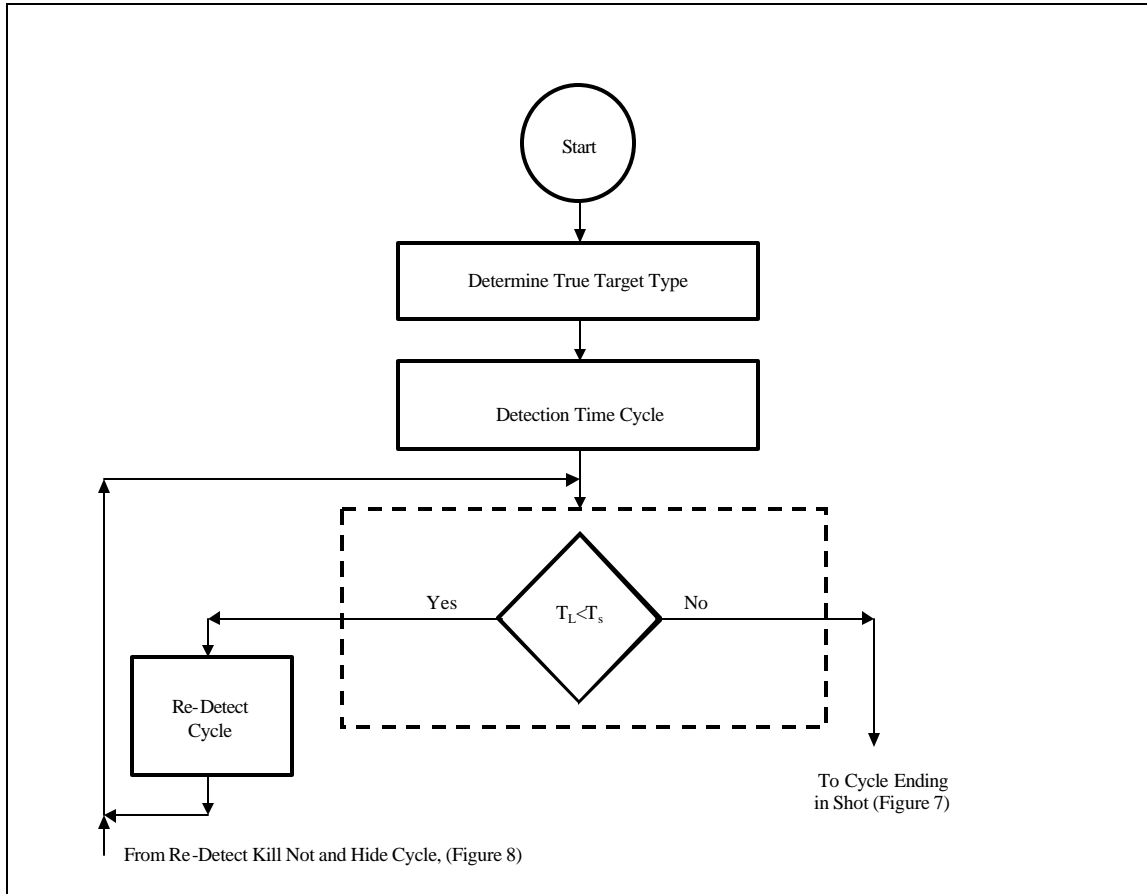 Start
Determine True Target Type
Detection Time Cycle
Yes
T_L<T_s
No
Re-Detect
Cycle
To Cycle Ending
in Shot (Figure 7)
From Re-Detect Kill Not and Hide Cycle, (Figure 8)